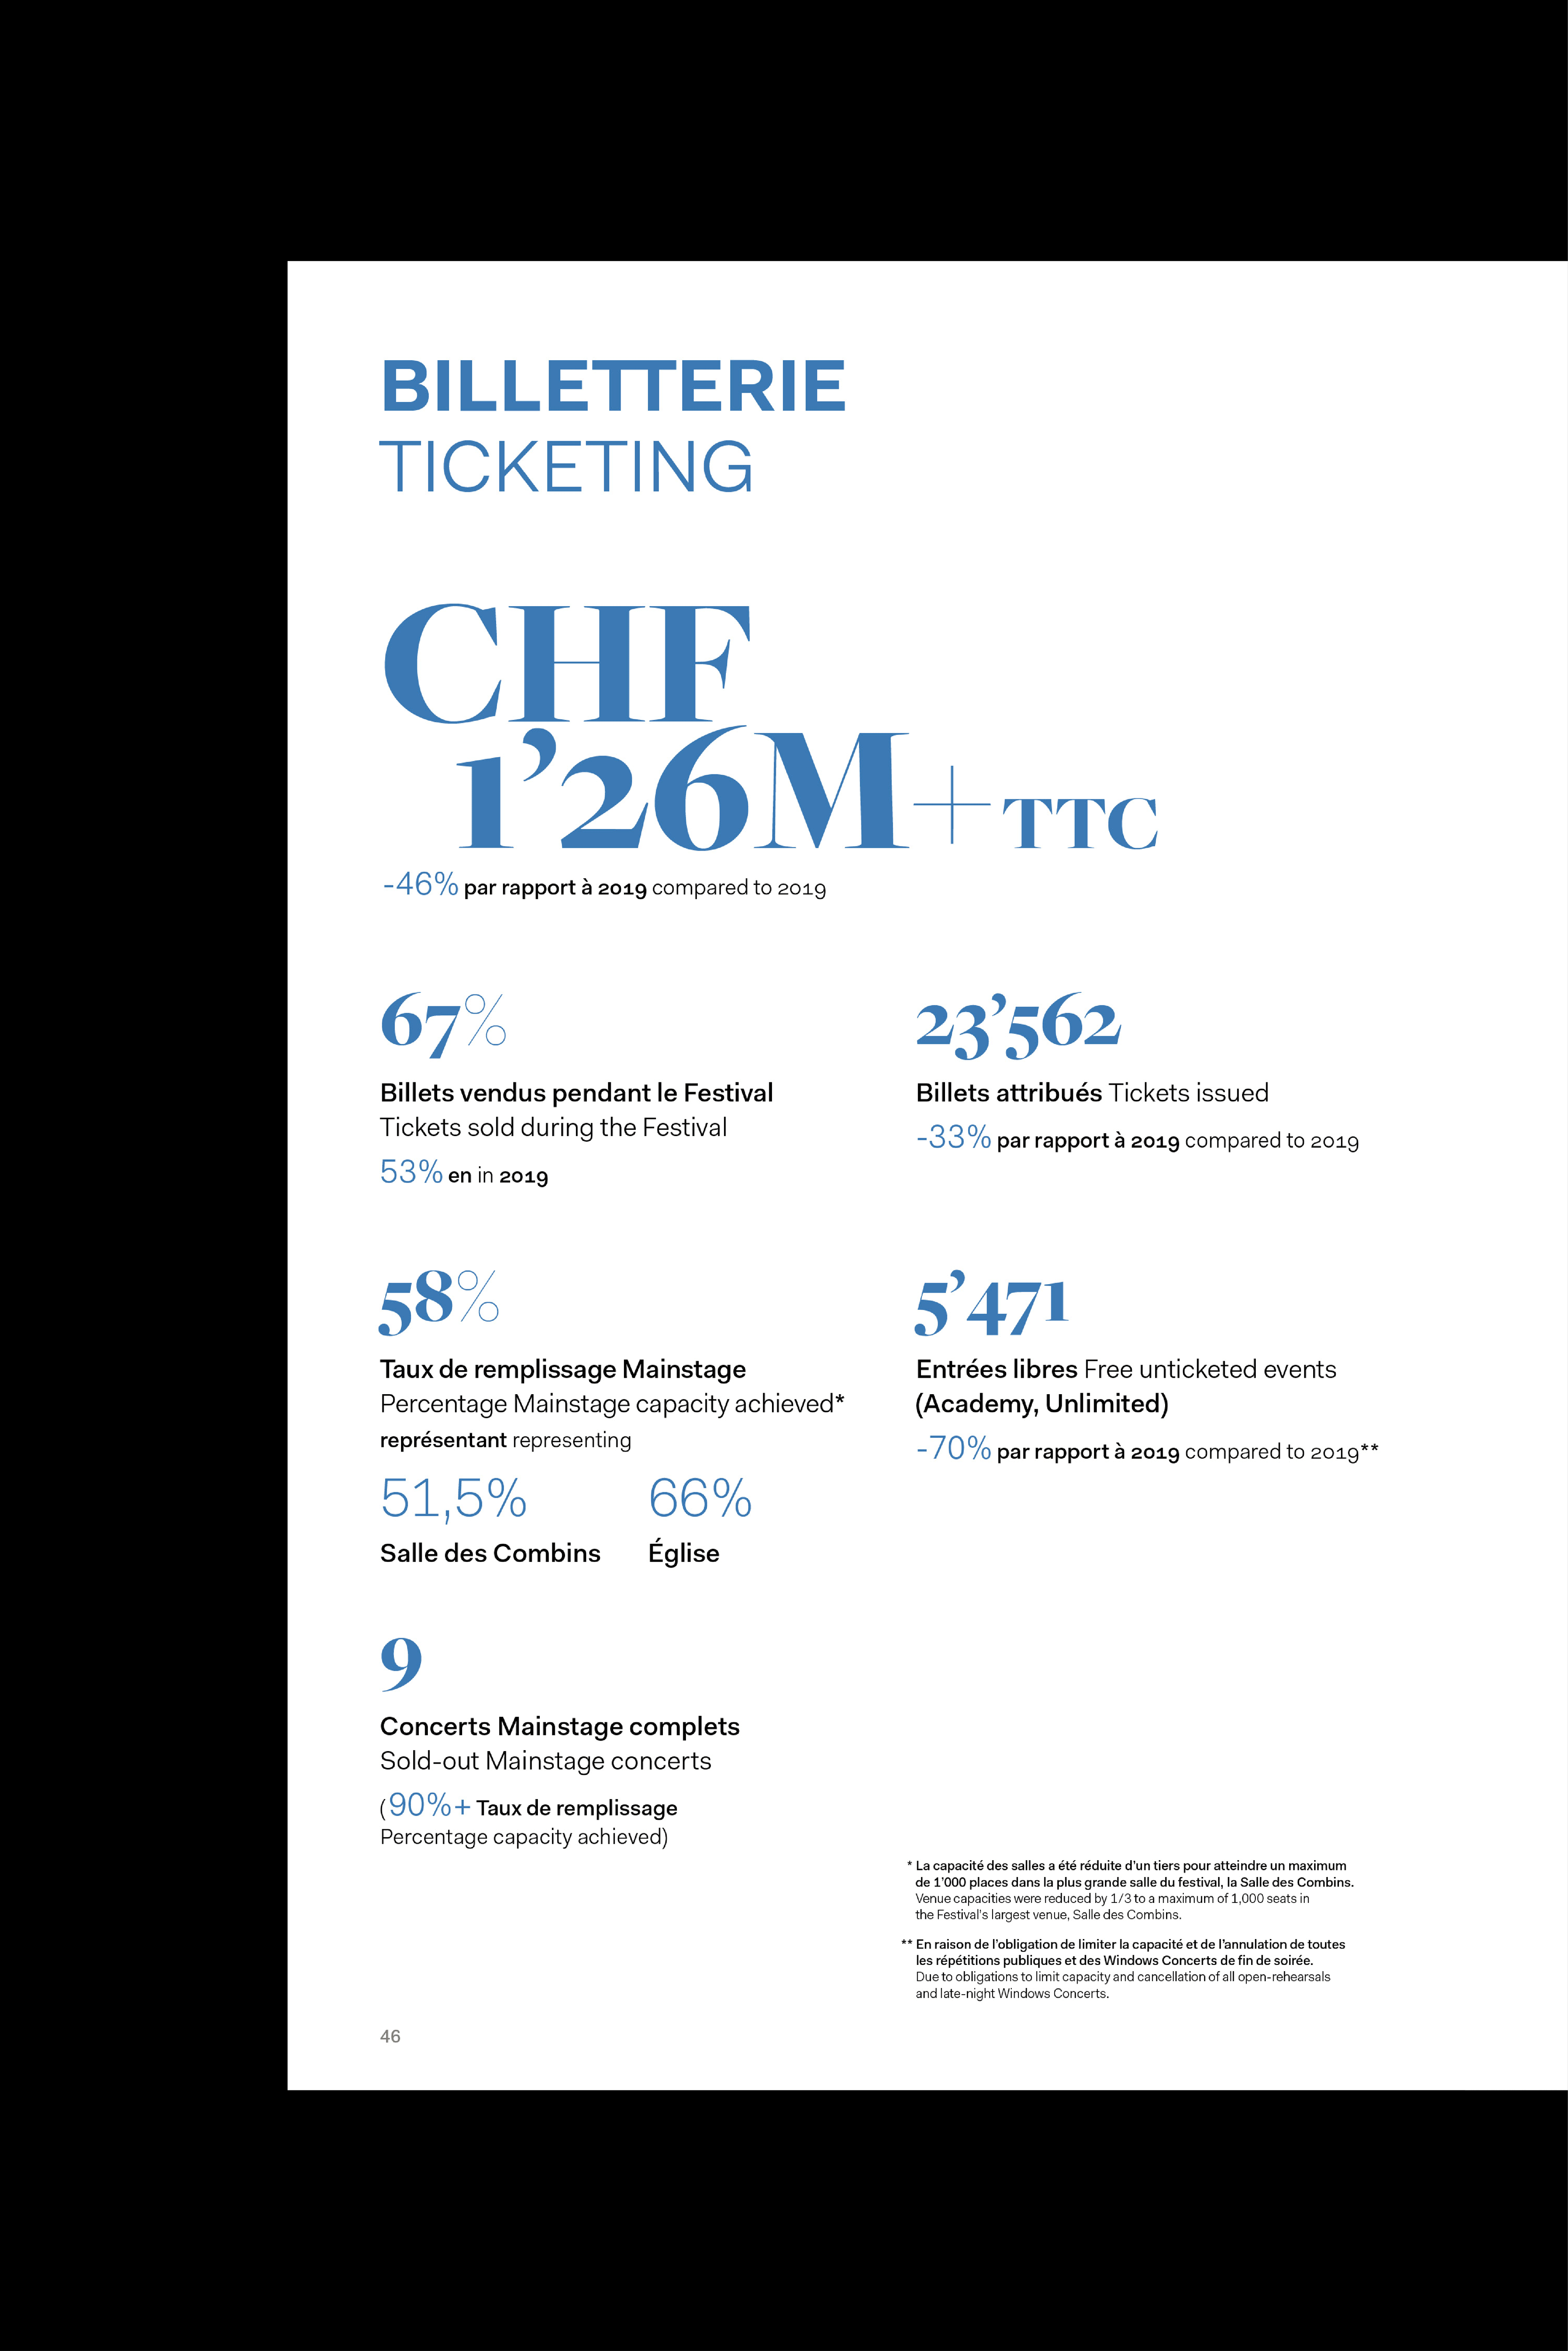 BILLETTERIE
TICKETING
CHF
1’26M+ TTC
-46% par rapport à 2019 compared to 2019
67%
Billets vendus pendant le Festival
Tickets sold during the Festival
53% en in 2019
23’562
Billets attribués Tickets issued
-33% par rapport à 2019 compared to 2019
58%
Taux de remplissage Mainstage
Percentage Mainstage capacity achieved*
représentant representing
51,5% 66%
Salle des Combins Église
5’471
Entrées libres Free unticketed events
(Academy, Unlimited)
-70% par rapport à 2019 compared to 2019**
9
Concerts Mainstage complets
Sold-out Mainstage concerts
(90%+ Taux de remplissage
Percentage capacity achieved)
* La capacité des salles a été réduite d’un tiers pour atteindre un maximum
de 1’000 places dans la plus grande salle du festival, la Salle des Combins.
Venue capacities were reduced by 1/3 to a maximum of 1,000 seats in
the Festival’s largest venue, Salle des Combins.
** En raison de l’obligation de limiter la capacité et de l’annulation de toutes
les répétitions publiques et des Windows Concerts de fin de soirée.
Due to obligations to limit capacity and cancellation of all open-rehearsals
and late-night Windows Concerts.
46